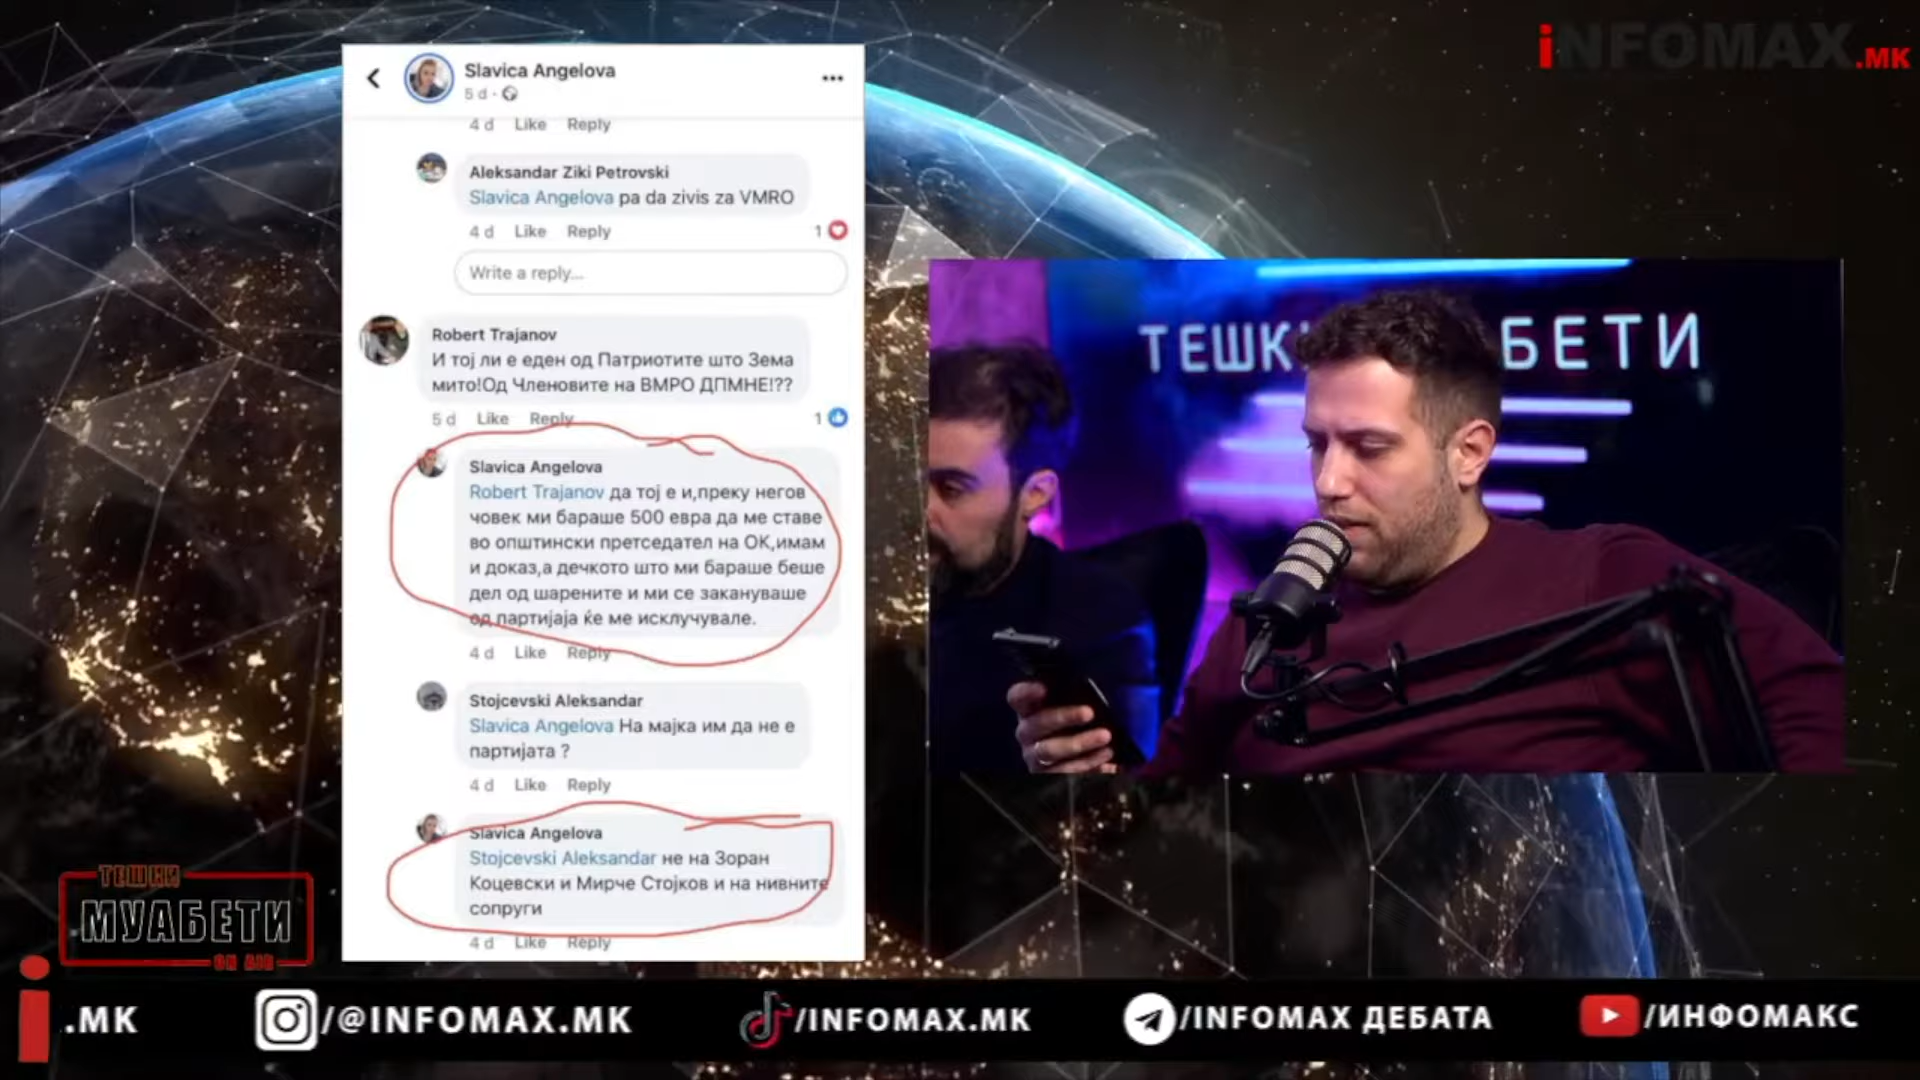 iNFOMAX.MK
Slavica Angelova
5 d ·
4 d Like Reply
Aleksandar Ziki Petrovski
Slavica Angelova pa da zivis za VMRO
4 d Like Reply 1
Write a reply...
Robert Trajanov
И тој ли е еден од Патриотите што Зема
мито!Од Членовите на ВМРО ДПМНЕ!??
5 d Like Reply 1
Slavica Angelova
Robert Trajanov да тој е и,преку негов
човек ми бараше 500 евра да ме ставе
во општински претседател на ОК,имам
и доказ,а дечкото што ми бараше беше
дел од шарените и ми се закануваше
од партијаја ќе ме исклучувале.
4 d Like Reply
Stojcevski Aleksandar
Slavica Angelova На мајка им да не е
партијата ?
4 d Like Reply
Slavica Angelova
Stojcevski Aleksandar не на Зоран
Коцевски и Мирче Стојков и на нивните
сопруги
4 d Like Reply
ТЕШК БЕТИ
ТЕШКИ
МУАБЕТИ
ON AIR
i.MK /@INFOMAX.MK /INFOMAX.MK /INFOMAX ДЕБАТА /ИНФОМАКС